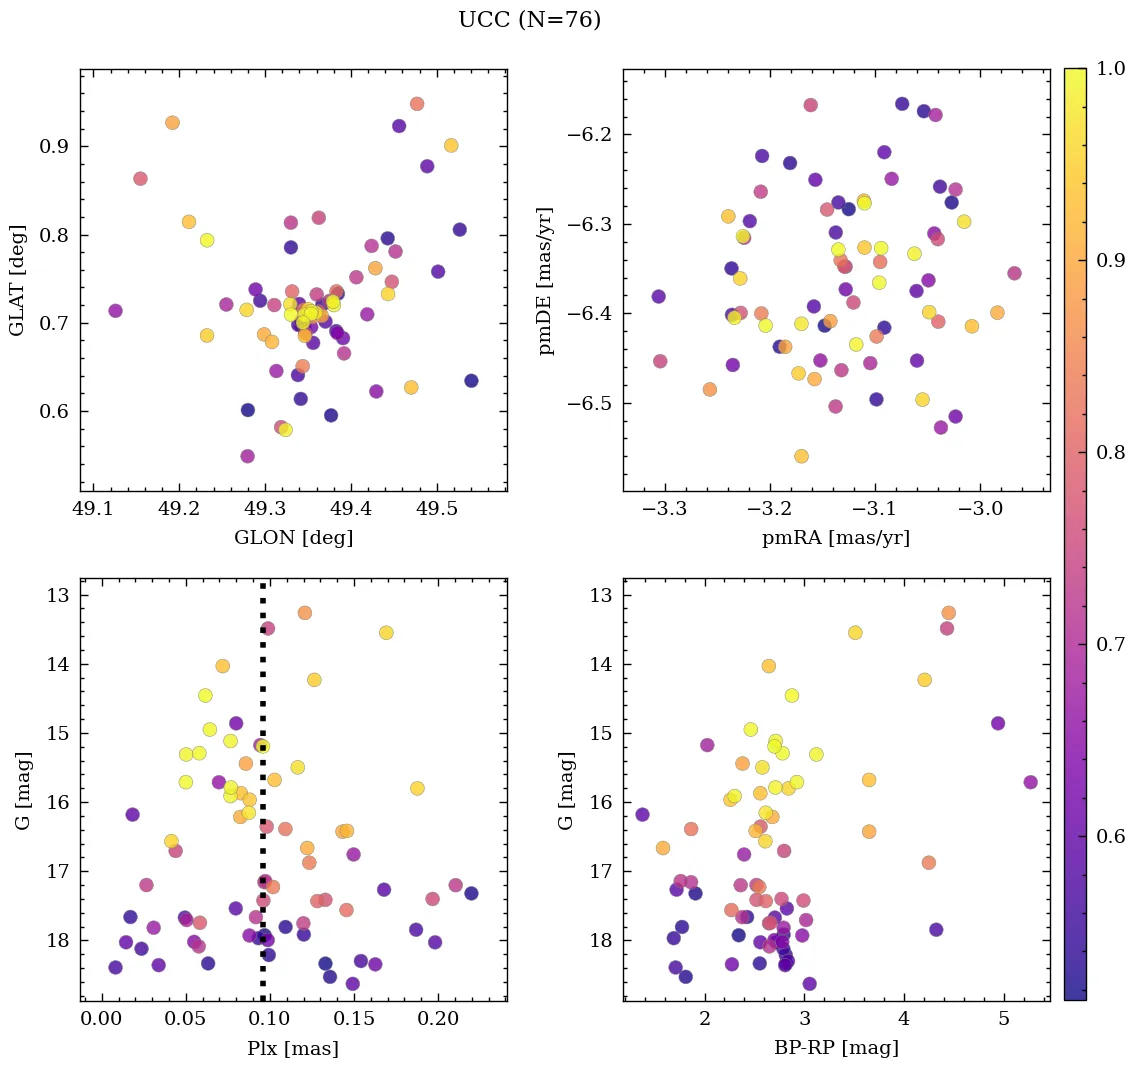 UCC (N=76)
0.9
0.8
0.7
0.6
GLAT [deg]
49.1 49.2 49.3 49.4 49.5
GLON [deg]
−6.2
−6.3
−6.4
−6.5
pmDE [mas/yr]
−3.3 −3.2 −3.1 −3.0
pmRA [mas/yr]
1.0
0.9
0.8
0.7
0.6
13
14
15
16
17
18
G [mag]
0.00 0.05 0.10 0.15 0.20
Plx [mas]
13
14
15
16
17
18
G [mag]
2 3 4 5
BP-RP [mag]